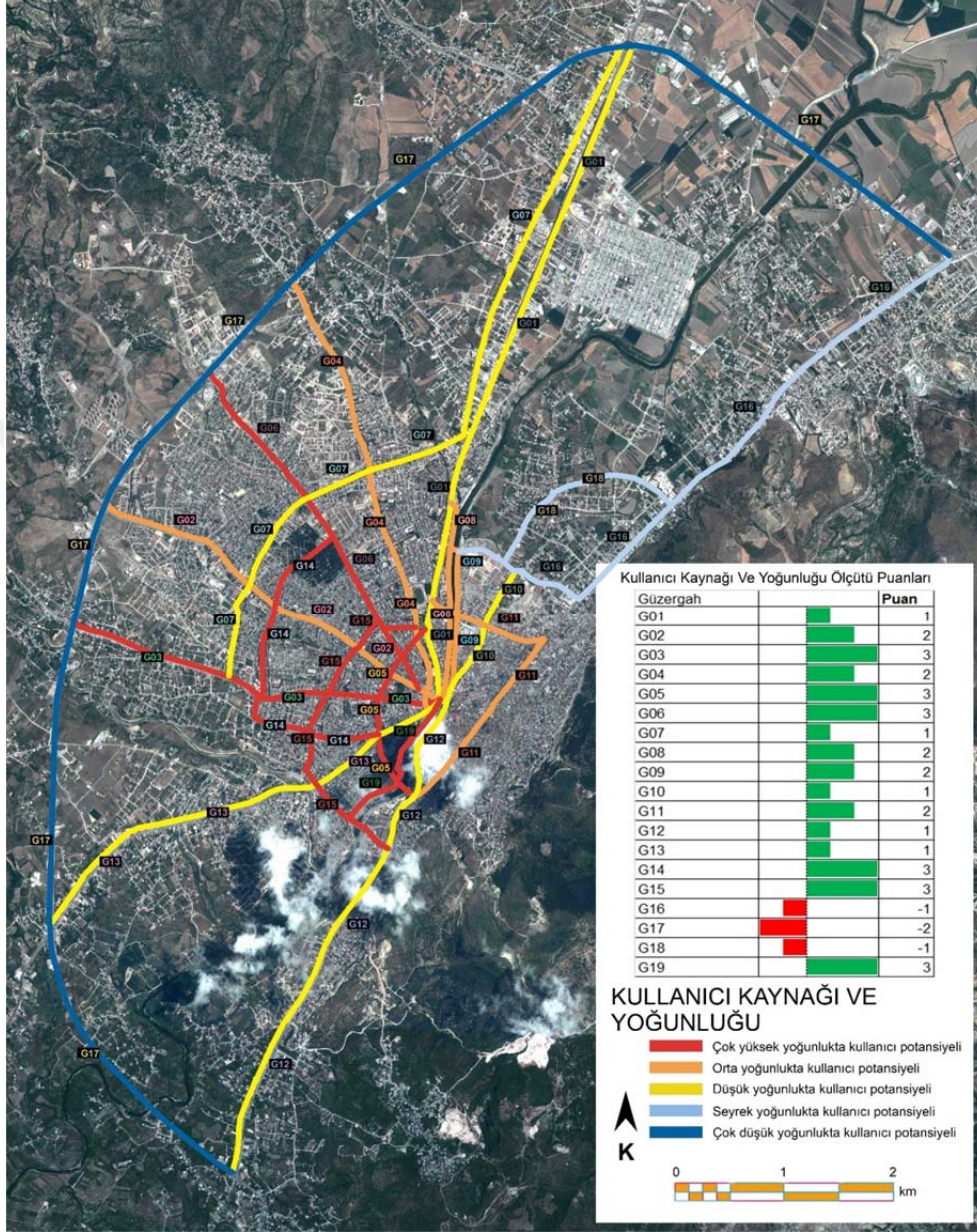 G17
G17
G01
G07
G16
G17
G01
G04
G16
G06
G07
G07
G18
G01
G08
G18
G02
G04
G07
G17
G16
G06
G09
G14
G16
G10
G04
G02
G08
G11
G07
G14
G15
G02
G01
G09
G10
G03
G15
G05
G11
G03
G05
G03
G14
G15
G14
G19
G12
G13
G11
G05
G19
G15
G12
G13
G17
G13
G12
G12
G17
Kullanıcı Kaynağı Ve Yoğunluğu Ölçütü Puanları
Güzergah Puan
G01 1
G02 2
G03 3
G04 2
G05 3
G06 3
G07 1
G08 2
G09 2
G10 1
G11 2
G12 1
G13 1
G14 3
G15 3
G16 -1
G17 -2
G18 -1
G19 3
KULLANICI KAYNAĞI VE
YOĞUNLUĞU
Çok yüksek yoğunlukta kullanıcı potansiyeli
Orta yoğunlukta kullanıcı potansiyeli
Düşük yoğunlukta kullanıcı potansiyeli
Seyrek yoğunlukta kullanıcı potansiyeli
Çok düşük yoğunlukta kullanıcı potansiyeli
K
0 1 2
km